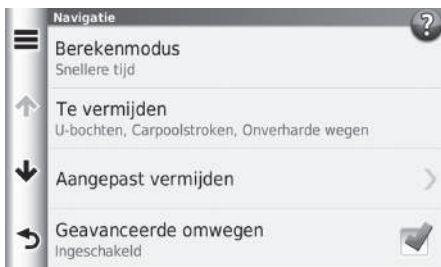 Navigatie
?
Berekenmodus
Snellere tijd
Te vermijden
U-bochten, Carpoolstroken, Onverharde wegen
Aangepast vermijden
Geavanceerde omwegen
Ingeschakeld